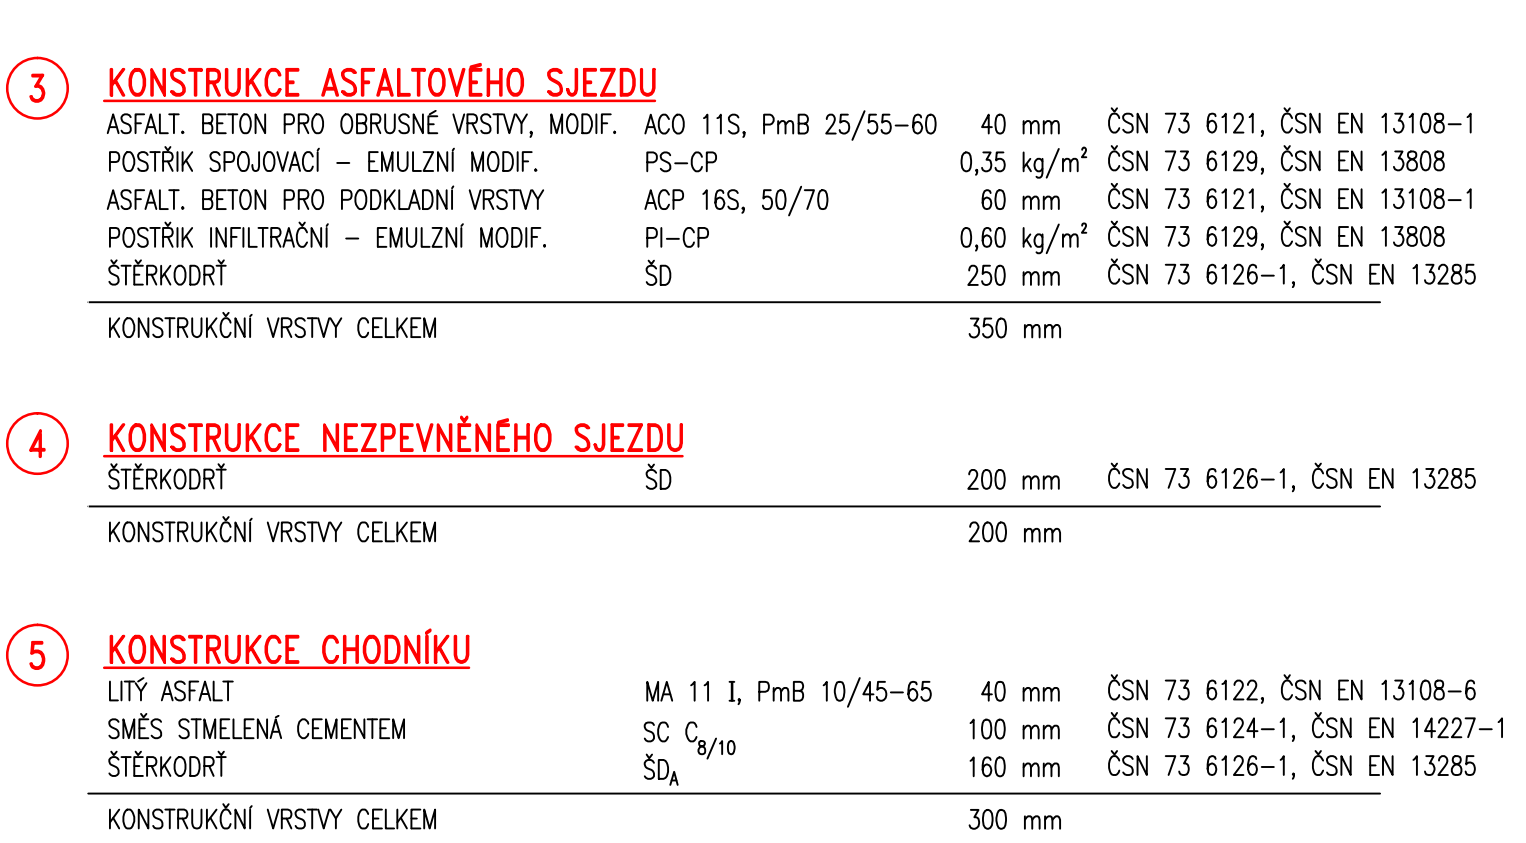 3 KONSTRUKCE ASFALTOVÉHO SJEZDU
ASFALT. BETON PRO OBRUSNÉ VRSTVY, MODIF. ACO 11S, PmB 25/55-60 40 mm ČSN 73 6121, ČSN EN 13108-1
POSTŘIK SPOJOVACÍ - EMULZNÍ MODIF. PS-CP 0,35 kg/m² ČSN 73 6129, ČSN EN 13808
ASFALT. BETON PRO PODKLADNÍ VRSTVY ACP 16S, 50/70 60 mm ČSN 73 6121, ČSN EN 13108-1
POSTŘIK INFILTRAČNÍ - EMULZNÍ MODIF. PI-CP 0,60 kg/m² ČSN 73 6129, ČSN EN 13808
ŠTĚRKODRŤ ŠD 250 mm ČSN 73 6126-1, ČSN EN 13285
KONSTRUKČNÍ VRSTVY CELKEM 350 mm
4 KONSTRUKCE NEZPEVNĚNÉHO SJEZDU
ŠTĚRKODRŤ ŠD 200 mm ČSN 73 6126-1, ČSN EN 13285
KONSTRUKČNÍ VRSTVY CELKEM 200 mm
5 KONSTRUKCE CHODNÍKU
LITÝ ASFALT MA 11 I, PmB 10/45-65 40 mm ČSN 73 6122, ČSN EN 13108-6
SMĚS STMELENÁ CEMENTEM SC C8/10 100 mm ČSN 73 6124-1, ČSN EN 14227-1
ŠTĚRKODRŤ ŠDA 160 mm ČSN 73 6126-1, ČSN EN 13285
KONSTRUKČNÍ VRSTVY CELKEM 300 mm